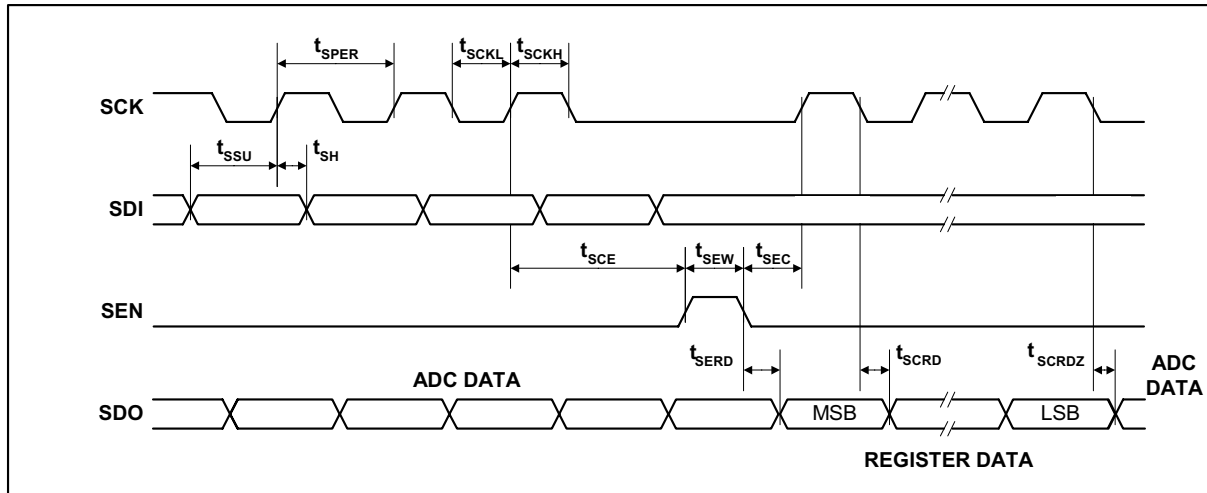 tSPER
tSCKL
tSCKH
SCK
tSSU
tSH
SDI
tSCE
tSEW
tSEC
SEN
tSERD
tSCRD
tSCRDZ
ADC DATA
ADC
DATA
SDO
MSB
LSB
REGISTER DATA